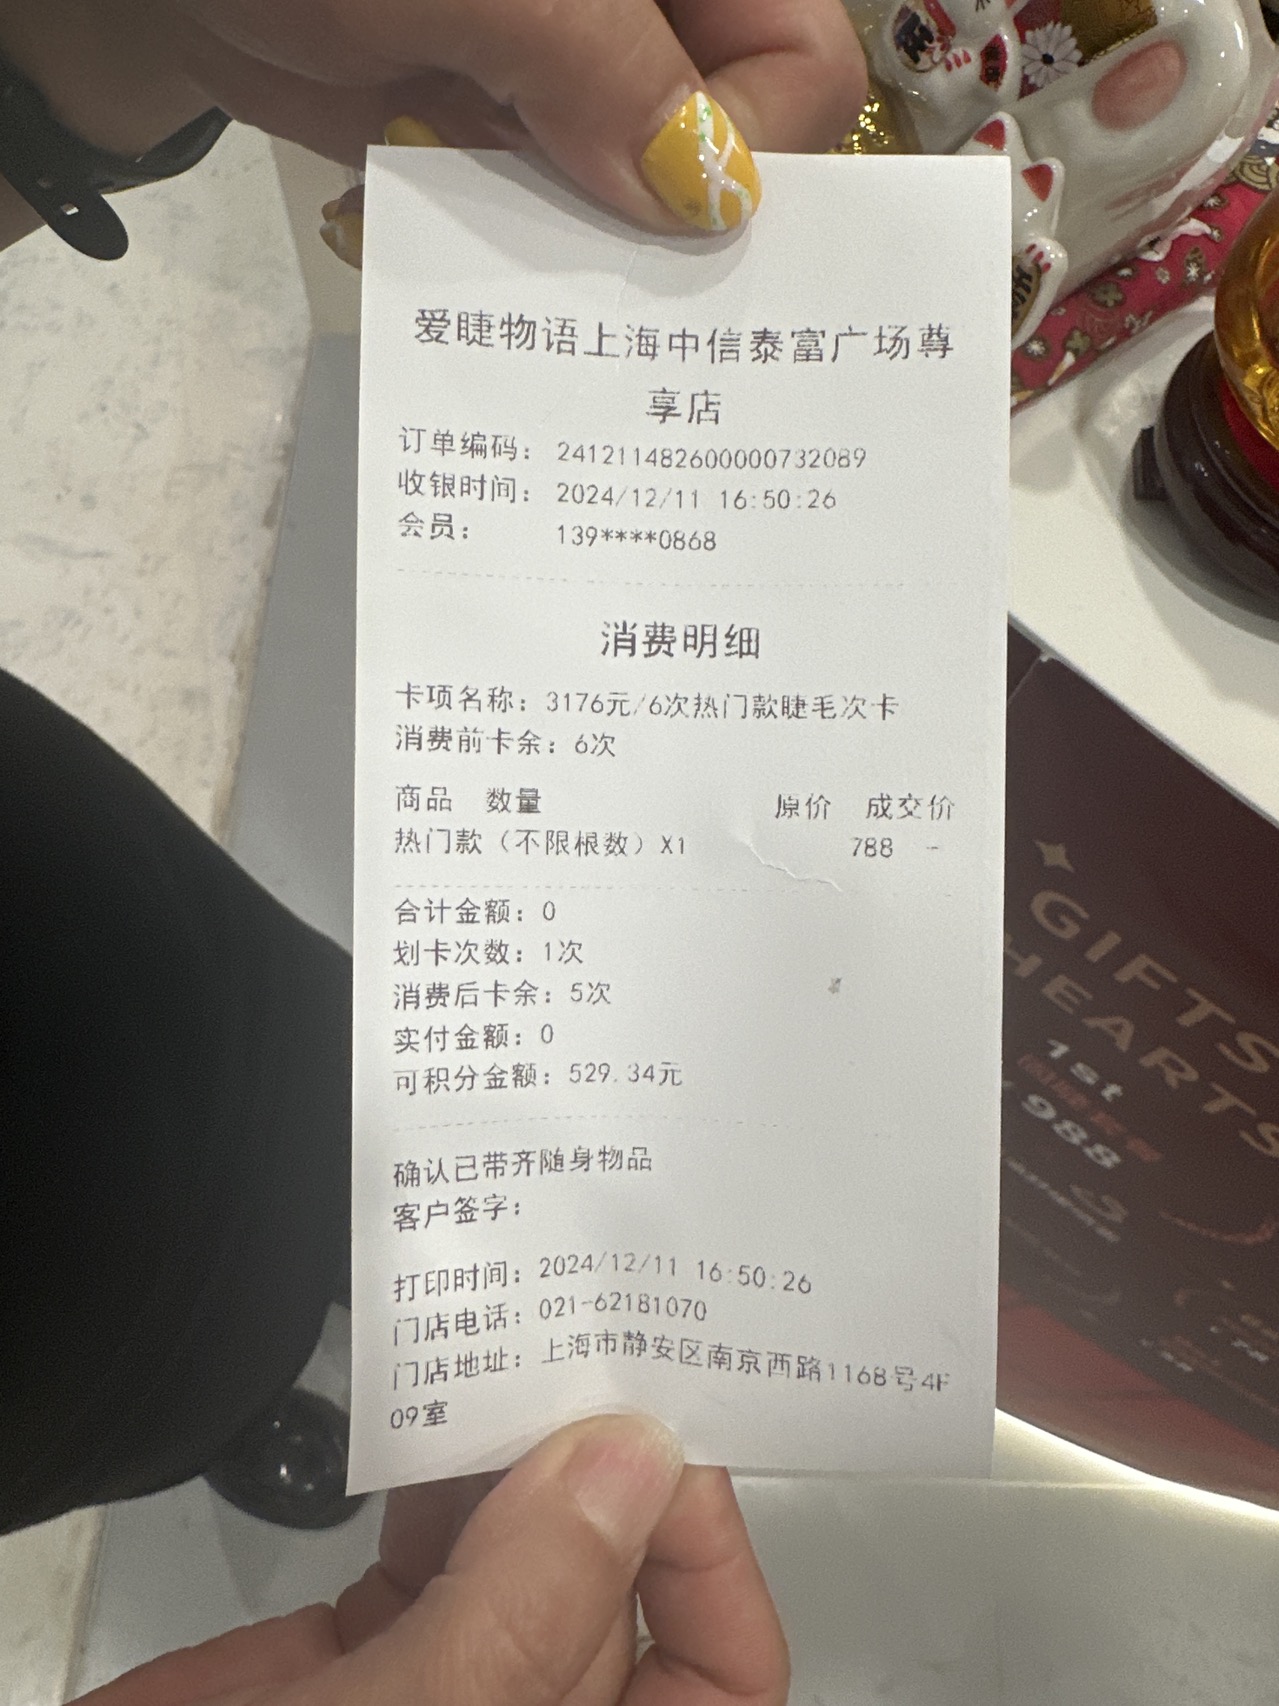 爱睫物语上海中信泰富广场尊
享店
订单编码： 241211482600000732089
收银时间： 2024/12/11 16:50:26
会员： 139****0868
消费明细
卡项名称：3176元/6次热门款睫毛次卡
消费前卡余：6次
商品 数量 原价 成交价
热门款（不限根数）X1 788 -
合计金额：0
划卡次数：1次
消费后卡余：5次
实付金额：0
可积分金额：529.34元
确认已带齐随身物品
客户签字：
打印时间： 2024/12/11 16:50:26
门店电话： 021-62181070
门店地址： 上海市静安区南京西路1168号4F
09室
GIFTS
HEARTS
1st
988